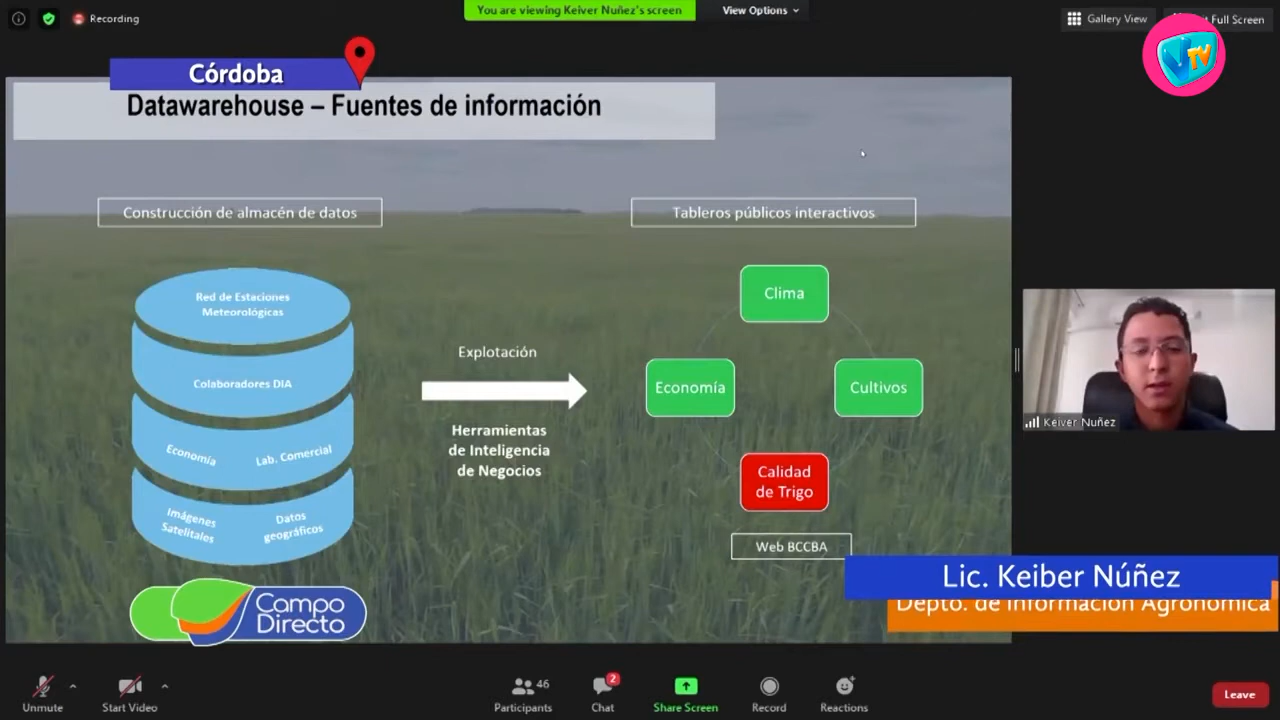 Recording
You are viewing Keiver Nuñez's screen
View Options
Gallery View
Full Screen
TV
Córdoba
Datawarehouse – Fuentes de información
Construcción de almacén de datos
Tableros públicos interactivos
Red de Estaciones
Meteorológicas
Colaboradores DIA
Economía
Lab. Comercial
Imágenes
Satelitales
Datos
geográficos
Explotación
Herramientas
de Inteligencia
de Negocios
Clima
Economía
Cultivos
Calidad
de Trigo
Web BCCBA
Keiver Nuñez
Lic. Keiber Núñez
Depto. de Información Agronómica
Campo
Directo
Unmute
Start Video
Participants
46
Chat
2
Share Screen
Record
Reactions
Leave